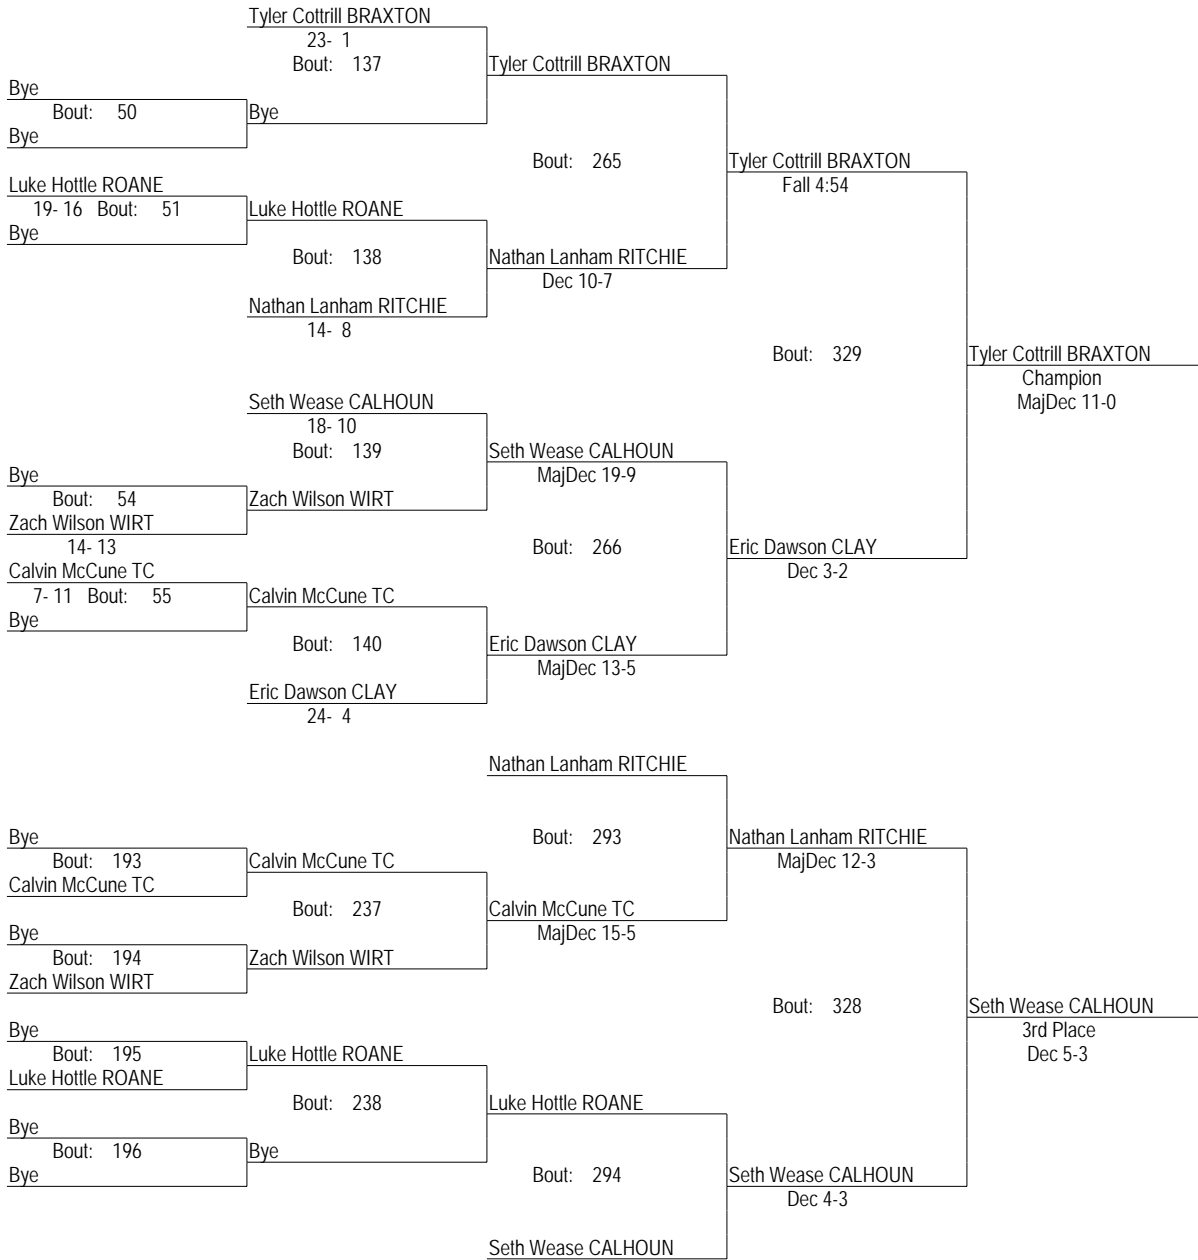 Tyler Cottrill BRAXTON
23- 1
Bout: 137
Tyler Cottrill BRAXTON
Bye
Bout: 50
Bye
Bye
Bout: 265
Tyler Cottrill BRAXTON
Fall 4:54
Luke Hottle ROANE
19- 16 Bout: 51
Luke Hottle ROANE
Bye
Bout: 138
Nathan Lanham RITCHIE
Dec 10-7
Nathan Lanham RITCHIE
14- 8
Bout: 329
Tyler Cottrill BRAXTON
Champion
MajDec 11-0
Seth Wease CALHOUN
18- 10
Bout: 139
Seth Wease CALHOUN
MajDec 19-9
Bye
Bout: 54
Zach Wilson WIRT
Zach Wilson WIRT
14- 13
Bout: 266
Eric Dawson CLAY
Dec 3-2
Calvin McCune TC
7- 11 Bout: 55
Calvin McCune TC
Bye
Bout: 140
Eric Dawson CLAY
MajDec 13-5
Eric Dawson CLAY
24- 4
Nathan Lanham RITCHIE
Bout: 293
Nathan Lanham RITCHIE
MajDec 12-3
Bye
Bout: 193
Calvin McCune TC
Calvin McCune TC
Bout: 237
Calvin McCune TC
MajDec 15-5
Bye
Bout: 194
Zach Wilson WIRT
Zach Wilson WIRT
Bout: 328
Seth Wease CALHOUN
3rd Place
Dec 5-3
Bye
Bout: 195
Luke Hottle ROANE
Luke Hottle ROANE
Bout: 238
Luke Hottle ROANE
Bye
Bout: 196
Bye
Bye
Bout: 294
Seth Wease CALHOUN
Dec 4-3
Seth Wease CALHOUN